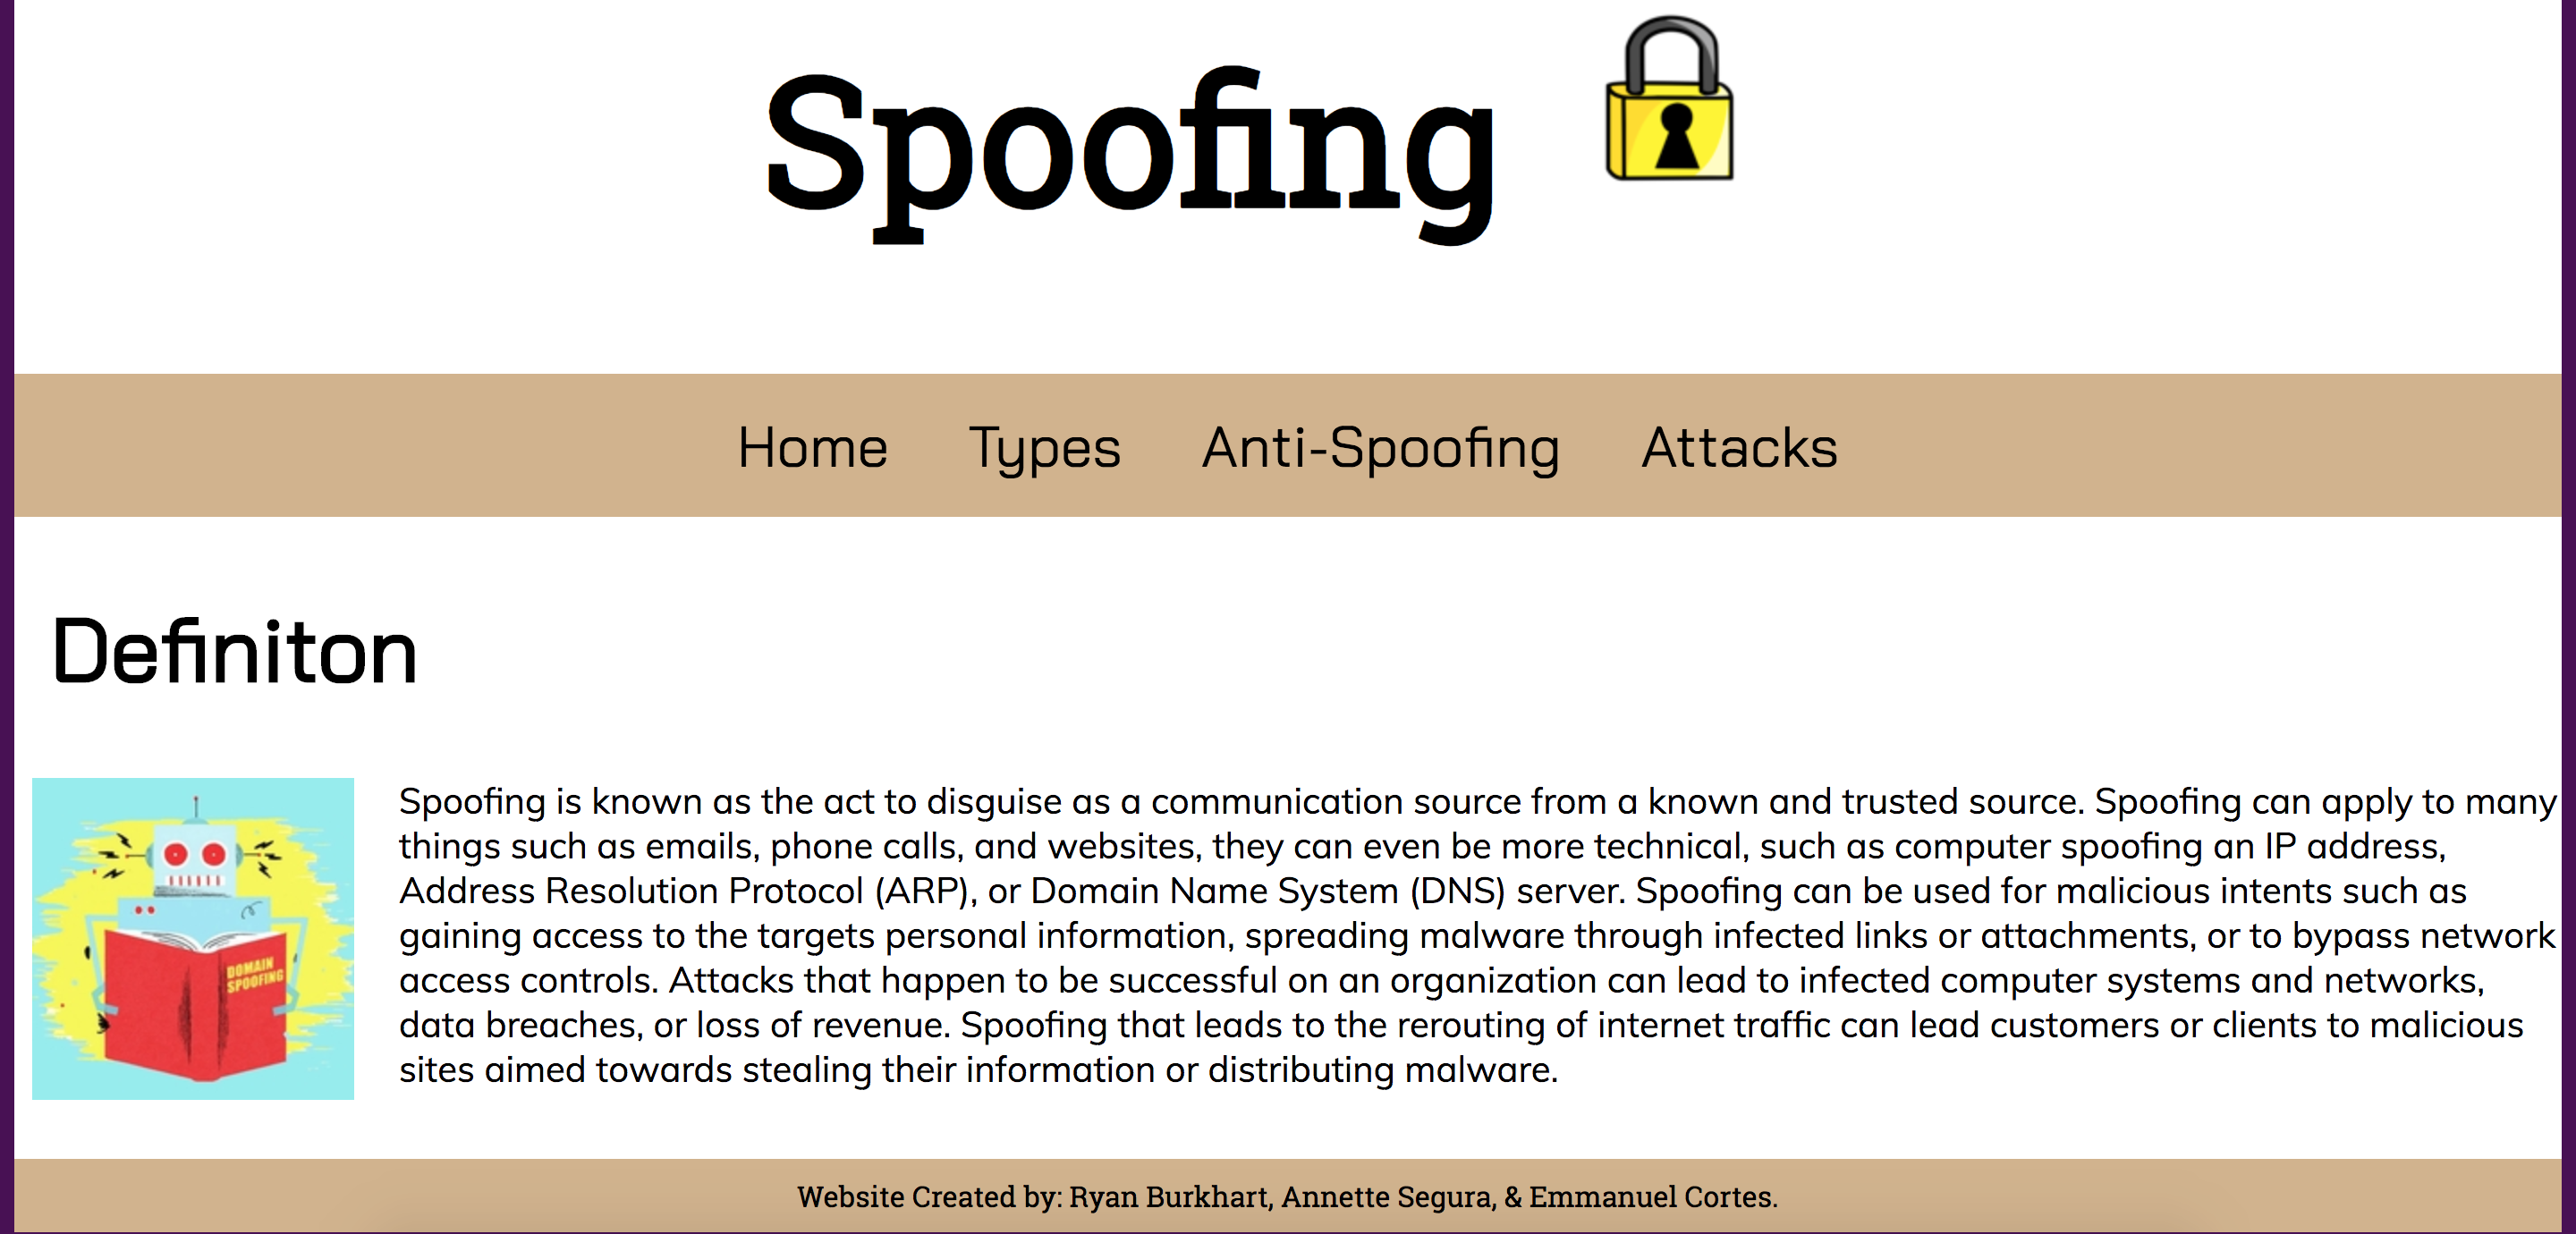 Spoofing
Home Types Anti-Spoofing Attacks
Definiton
DOMAIN
SPOOFING
Spoofing is known as the act to disguise as a communication source from a known and trusted source. Spoofing can apply to many
things such as emails, phone calls, and websites, they can even be more technical, such as computer spoofing an IP address,
Address Resolution Protocol (ARP), or Domain Name System (DNS) server. Spoofing can be used for malicious intents such as
gaining access to the targets personal information, spreading malware through infected links or attachments, or to bypass network
access controls. Attacks that happen to be successful on an organization can lead to infected computer systems and networks,
data breaches, or loss of revenue. Spoofing that leads to the rerouting of internet traffic can lead customers or clients to malicious
sites aimed towards stealing their information or distributing malware.
Website Created by: Ryan Burkhart, Annette Segura, & Emmanuel Cortes.